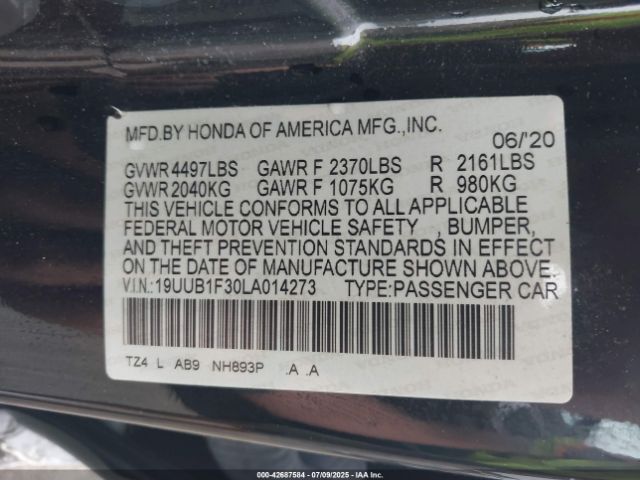 MFD.BY HONDA OF AMERICA MFG.,INC.
06/'20
GVWR 4497LBS GAWR F 2370LBS R 2161LBS
GVWR 2040KG GAWR F 1075KG R 980KG
THIS VEHICLE CONFORMS TO ALL APPLICABLE
FEDERAL MOTOR VEHICLE SAFETY , BUMPER,
AND THEFT PREVENTION STANDARDS IN EFFECT
ON THE DATE OF MANUFACTURE SHOWN ABOVE.
V.I.N.:19UUB1F30LA014273 TYPE:PASSENGER CAR
TZ4 L AB9 NH893P .A .A
000-42687584 | 07/09/2025 - IAA Copart